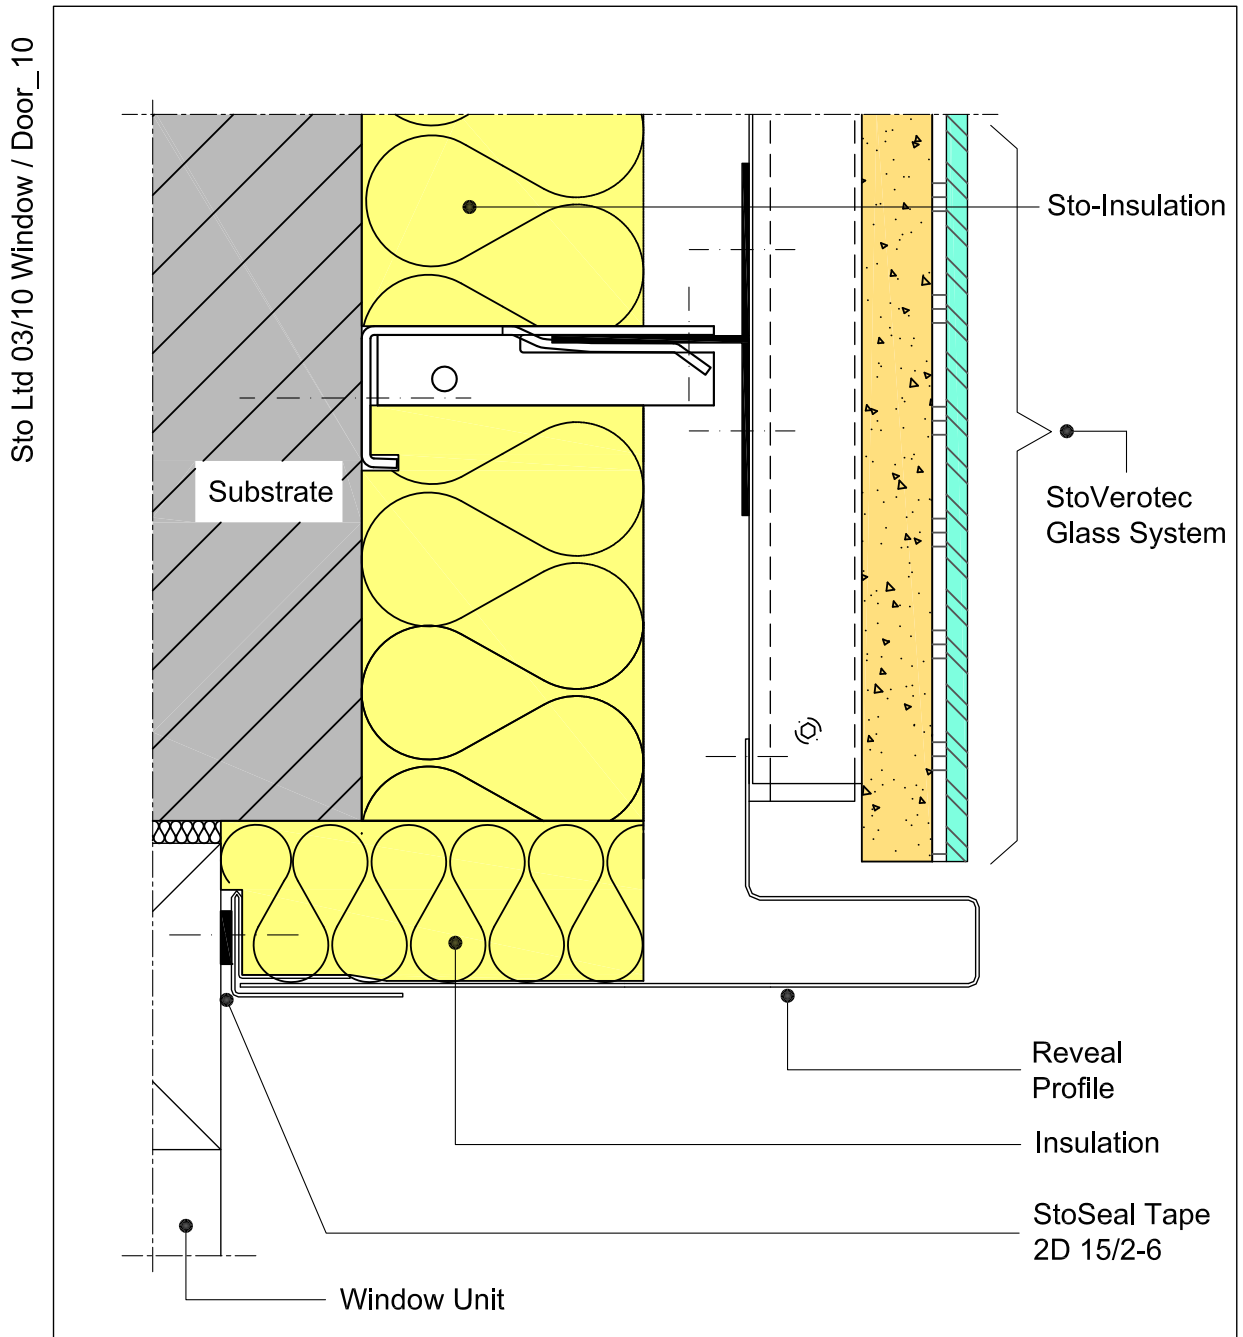 Sto Ltd 03/10 Window / Door_10
Sto-Insulation
Substrate
StoVerotec
Glass System
Reveal
Profile
Insulation
StoSeal Tape
2D 15/2-6
Window Unit